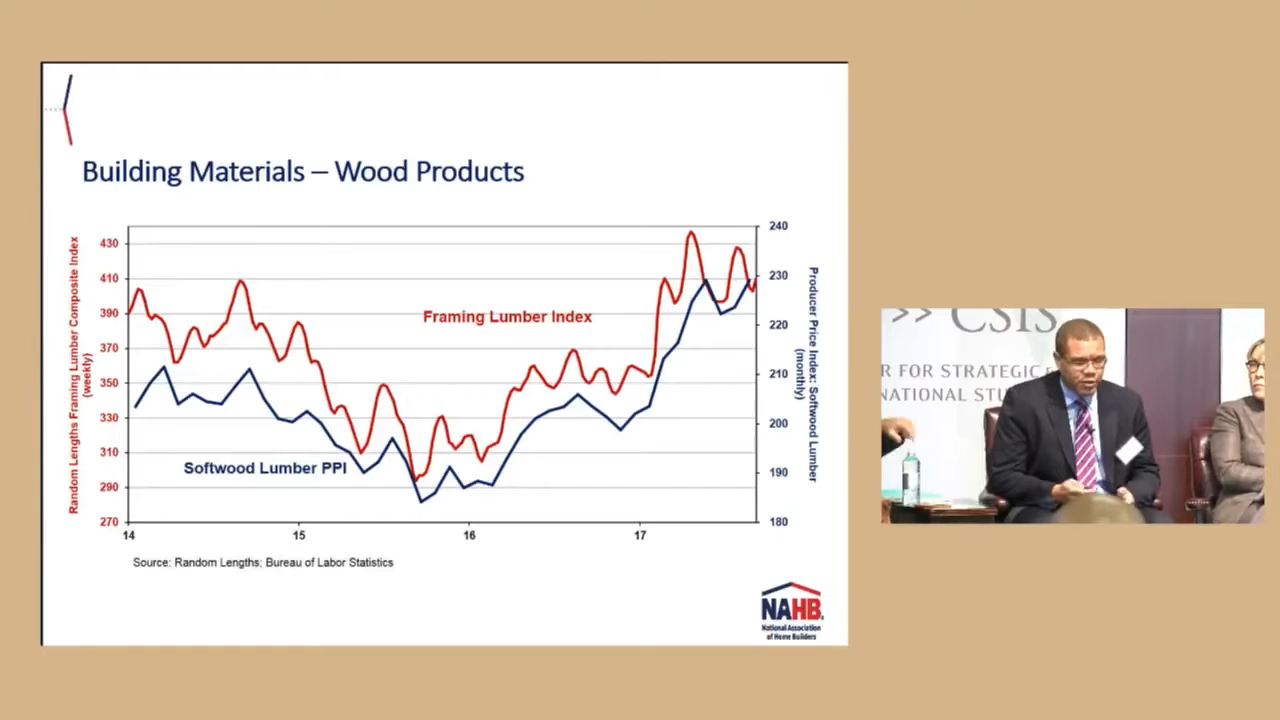 Building Materials – Wood Products
Random Lengths Framing Lumber Composite Index
(weekly)
430
410
390
370
350
330
310
290
270
240
230
220
210
200
190
180
Producer Price Index: Softwood Lumber
(monthly)
Framing Lumber Index
Softwood Lumber PPI
14
15
16
17
Source: Random Lengths; Bureau of Labor Statistics
NAHB
National Association
of Home Builders
>> CSIS
R FOR STRATEGIC
NATIONAL STU